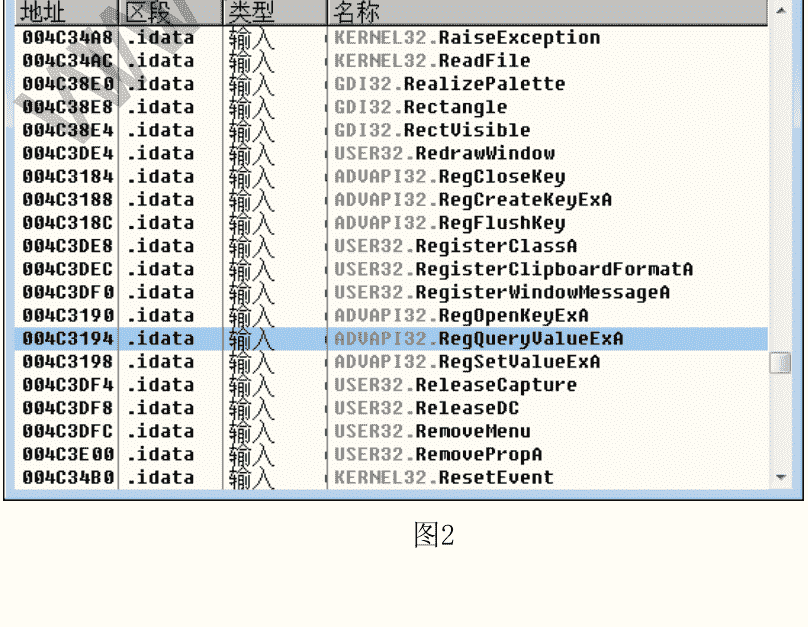 地址 区段 类型 名称
004C34A8 .idata 输入 KERNEL32.RaiseException
004C34AC .idata 输入 KERNEL32.ReadFile
004C38E0 .idata 输入 GDI32.RealizePalette
004C38E8 .idata 输入 GDI32.Rectangle
004C38E4 .idata 输入 GDI32.RectVisible
004C3DE4 .idata 输入 USER32.RedrawWindow
004C3184 .idata 输入 ADVAPI32.RegCloseKey
004C3188 .idata 输入 ADVAPI32.RegCreateKeyExA
004C318C .idata 输入 ADVAPI32.RegFlushKey
004C3DE8 .idata 输入 USER32.RegisterClassA
004C3DEC .idata 输入 USER32.RegisterClipboardFormatA
004C3DF0 .idata 输入 USER32.RegisterWindowMessageA
004C3190 .idata 输入 ADVAPI32.RegOpenKeyExA
004C3194 .idata 输入 ADVAPI32.RegQueryValueExA
004C3198 .idata 输入 ADVAPI32.RegSetValueExA
004C3DF4 .idata 输入 USER32.ReleaseCapture
004C3DF8 .idata 输入 USER32.ReleaseDC
004C3DFC .idata 输入 USER32.RemoveMenu
004C3E00 .idata 输入 USER32.RemovePropA
004C34B0 .idata 输入 KERNEL32.ResetEvent
图2